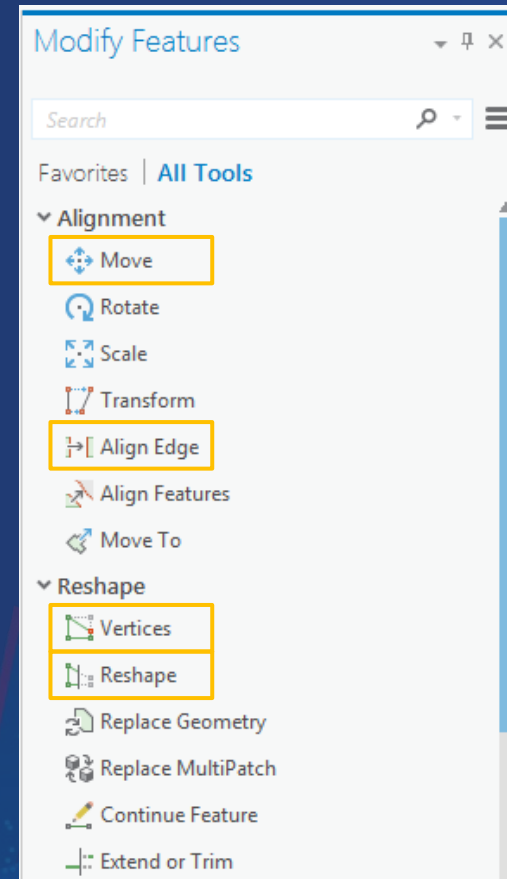 Modify Features
Search
Favorites | All Tools
Alignment
Move
Rotate
Scale
Transform
Align Edge
Align Features
Move To
Reshape
Vertices
Reshape
Replace Geometry
Replace MultiPatch
Continue Feature
Extend or Trim